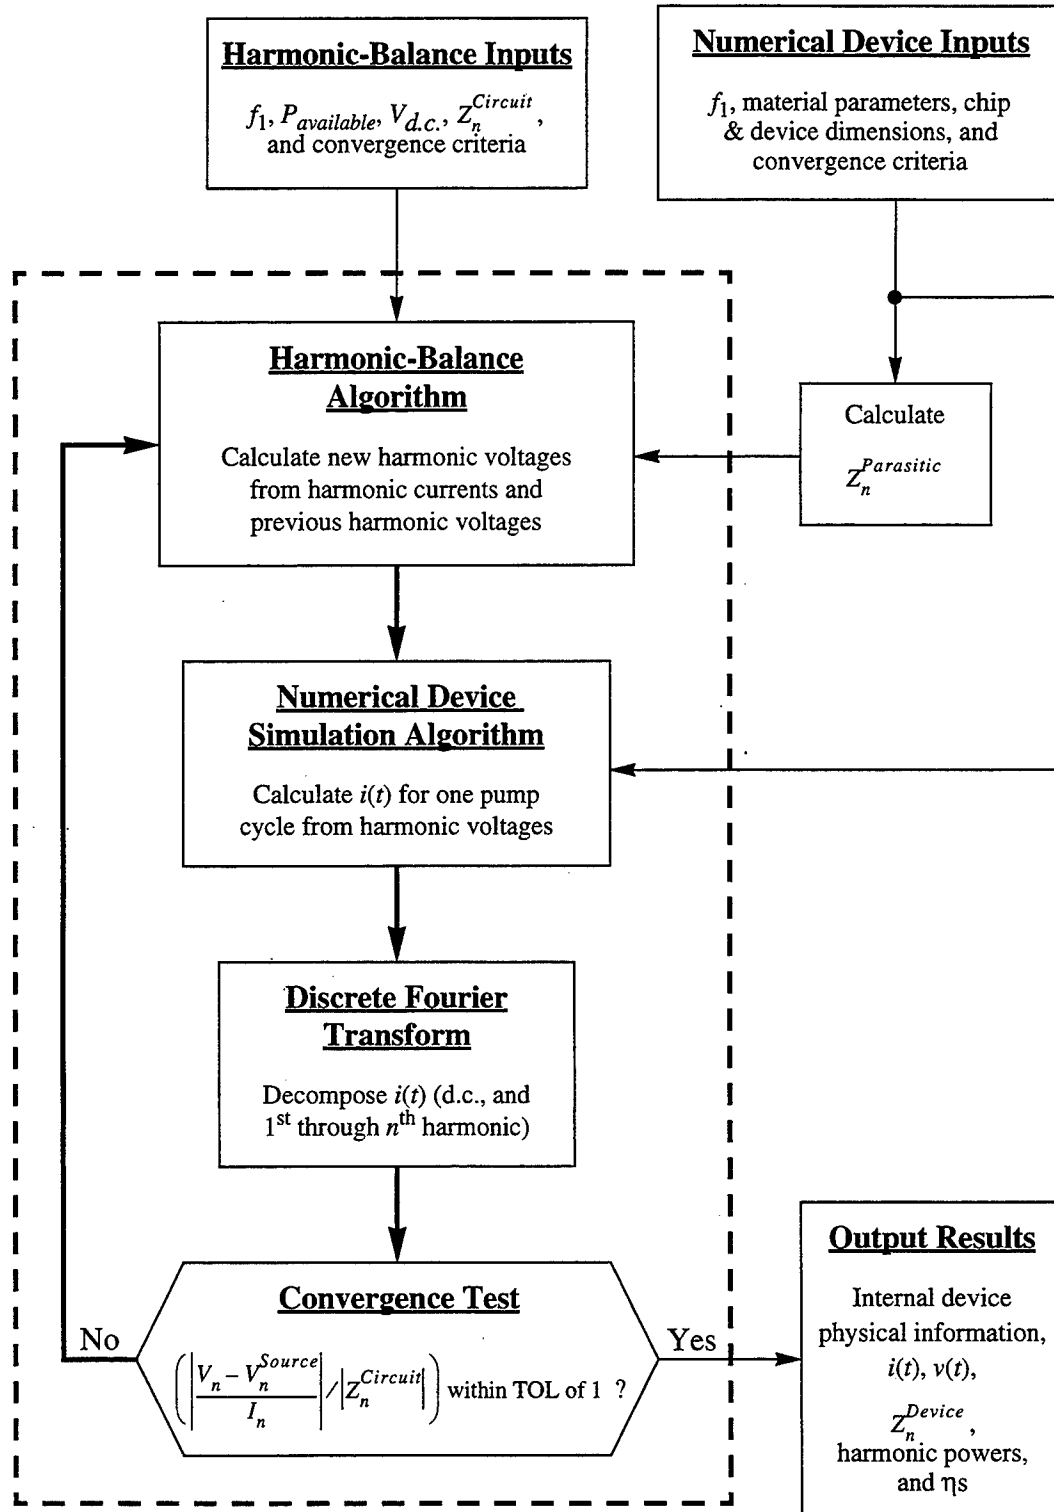 Harmonic-Balance Inputs
f₁, P_available, V_d.c., Z_n^Circuit,
and convergence criteria
Numerical Device Inputs
f₁, material parameters, chip
& device dimensions, and
convergence criteria
Harmonic-Balance
Algorithm
Calculate new harmonic voltages
from harmonic currents and
previous harmonic voltages
Calculate
Z_n^Parasitic
Numerical Device
Simulation Algorithm
Calculate i(t) for one pump
cycle from harmonic voltages
Discrete Fourier
Transform
Decompose i(t) (d.c., and
1st through nth harmonic)
Convergence Test
(|(V_n – V_n^Source)/I_n| / |Z_n^Circuit|) within TOL of 1 ?
No
Yes
Output Results
Internal device
physical information,
i(t), v(t),
Z_n^Device,
harmonic powers,
and ηs